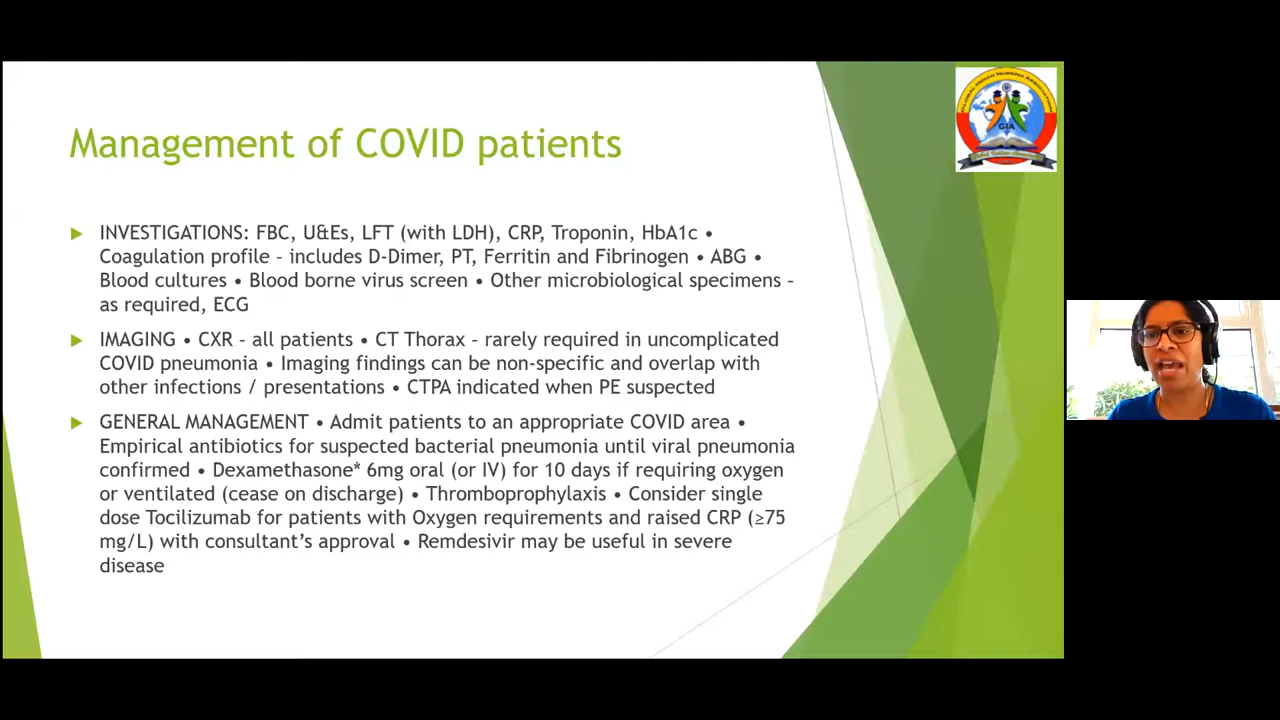 Management of COVID patients
GLOBAL INDIAN NURSING ASSOCIATION
GIA
INVESTIGATIONS: FBC, U&Es, LFT (with LDH), CRP, Troponin, HbA1c •
Coagulation profile – includes D-Dimer, PT, Ferritin and Fibrinogen • ABG •
Blood cultures • Blood borne virus screen • Other microbiological specimens –
as required, ECG
IMAGING • CXR – all patients • CT Thorax – rarely required in uncomplicated
COVID pneumonia • Imaging findings can be non-specific and overlap with
other infections / presentations • CTPA indicated when PE suspected
GENERAL MANAGEMENT • Admit patients to an appropriate COVID area •
Empirical antibiotics for suspected bacterial pneumonia until viral pneumonia
confirmed • Dexamethasone* 6mg oral (or IV) for 10 days if requiring oxygen
or ventilated (cease on discharge) • Thromboprophylaxis • Consider single
dose Tocilizumab for patients with Oxygen requirements and raised CRP (≥75
mg/L) with consultant’s approval • Remdesivir may be useful in severe
disease